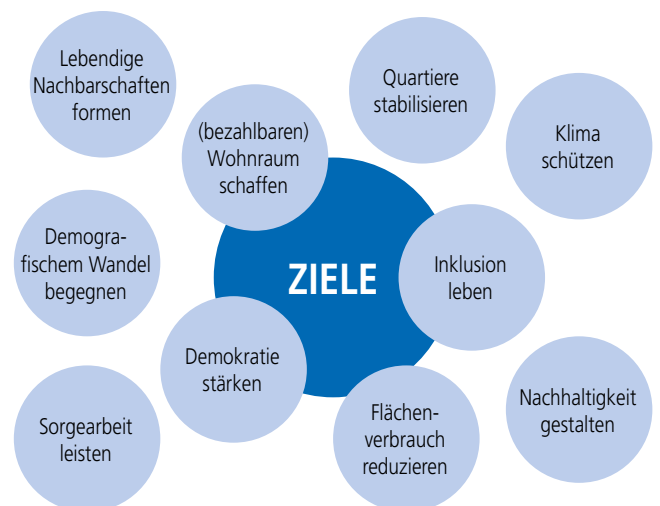 Lebendige
Nachbarschaften
formen
(bezahlbaren)
Wohnraum
schaffen
Quartiere
stabilisieren
Klima
schützen
Demogra-
fischem Wandel
begegnen
ZIELE
Inklusion
leben
Demokratie
stärken
Sorgearbeit
leisten
Flächen-
verbrauch
reduzieren
Nachhaltigkeit
gestalten